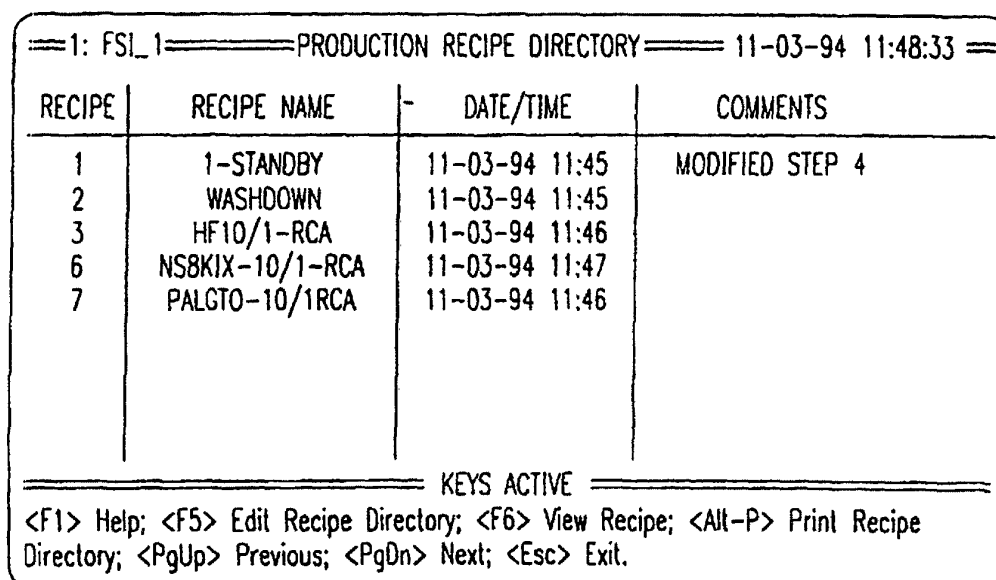 1: FSI_1 PRODUCTION RECIPE DIRECTORY 11-03-94 11:48:33
RECIPE RECIPE NAME - DATE/TIME COMMENTS
1 1-STANDBY 11-03-94 11:45 MODIFIED STEP 4
2 WASHDOWN 11-03-94 11:45
3 HF10/1-RCA 11-03-94 11:46
6 NS8KIX-10/1-RCA 11-03-94 11:47
7 PALGTO-10/1RCA 11-03-94 11:46
KEYS ACTIVE
<F1> Help; <F5> Edit Recipe Directory; <F6> View Recipe; <Alt-P> Print Recipe
Directory; <PgUp> Previous; <PgDn> Next; <Esc> Exit.